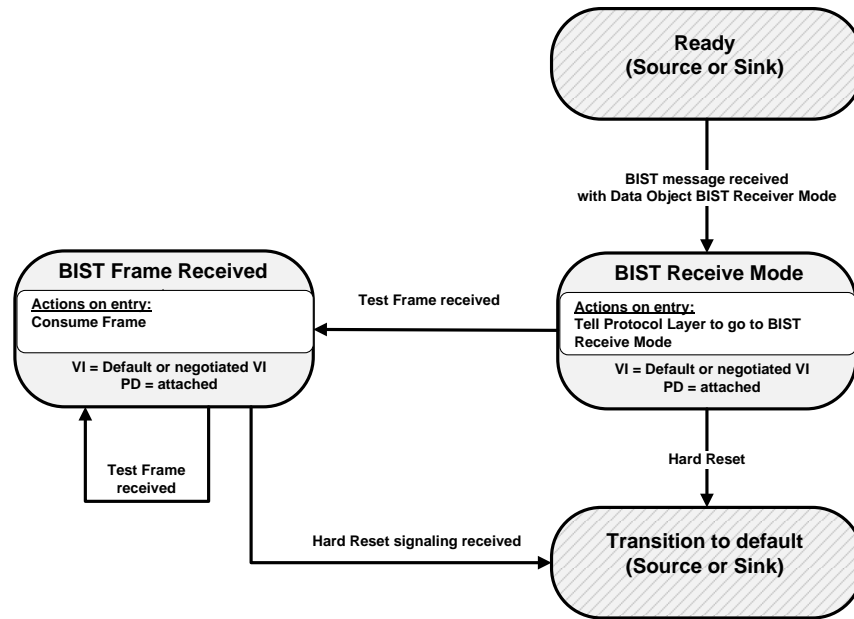 Ready
(Source or Sink)
BIST message received
with Data Object BIST Receiver Mode
BIST Frame Received
Actions on entry:
Consume Frame
VI = Default or negotiated VI
PD = attached
Test Frame received
BIST Receive Mode
Actions on entry:
Tell Protocol Layer to go to BIST
Receive Mode
VI = Default or negotiated VI
PD = attached
Test Frame
received
Hard Reset
Hard Reset signaling received
Transition to default
(Source or Sink)